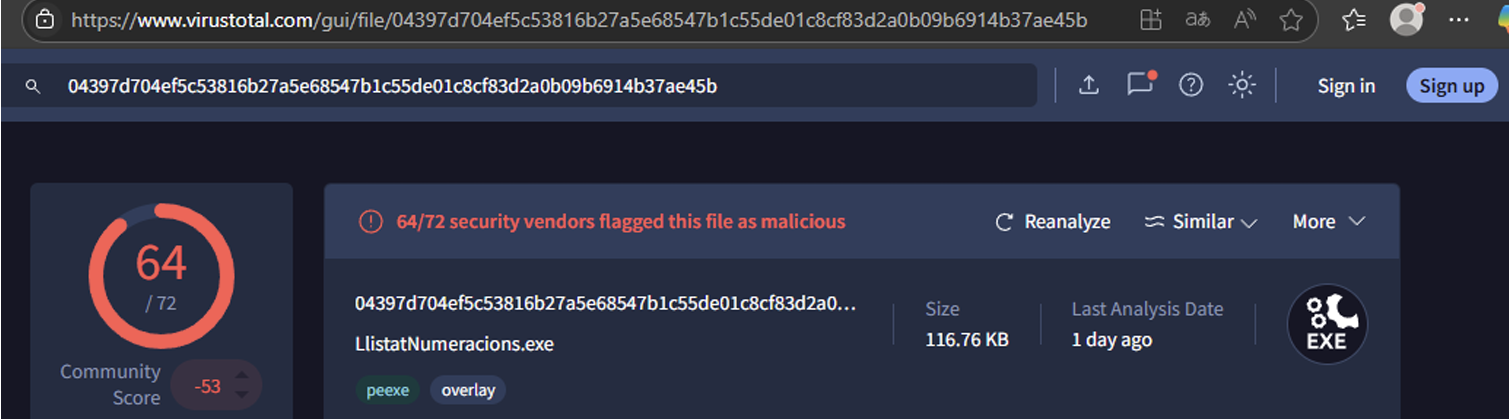 https://www.virustotal.com/gui/file/04397d704ef5c53816b27a5e68547b1c55de01c8cf83d2a0b09b6914b37ae45b
04397d704ef5c53816b27a5e68547b1c55de01c8cf83d2a0b09b6914b37ae45b
Sign in
Sign up
64
/ 72
Community
Score
-53
64/72 security vendors flagged this file as malicious
Reanalyze
Similar
More
04397d704ef5c53816b27a5e68547b1c55de01c8cf83d2a0…
LlistatNumeracions.exe
peexe
overlay
Size
116.76 KB
Last Analysis Date
1 day ago
EXE